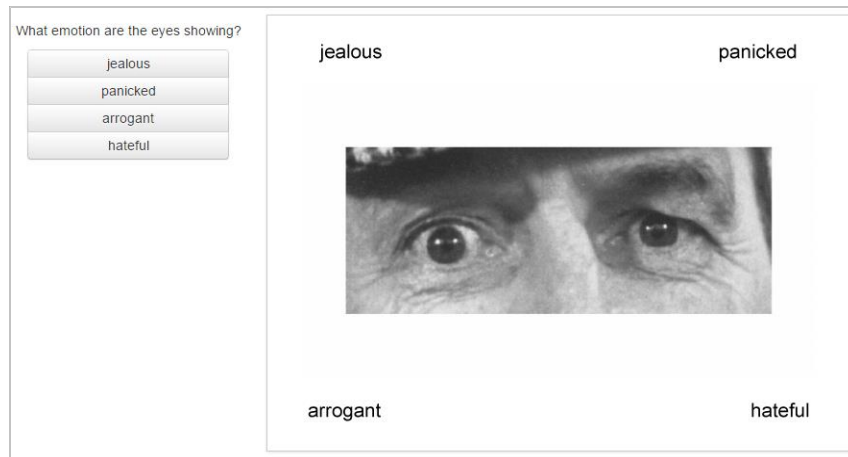 What emotion are the eyes showing?
jealous
panicked
arrogant
hateful
jealous panicked
arrogant hateful